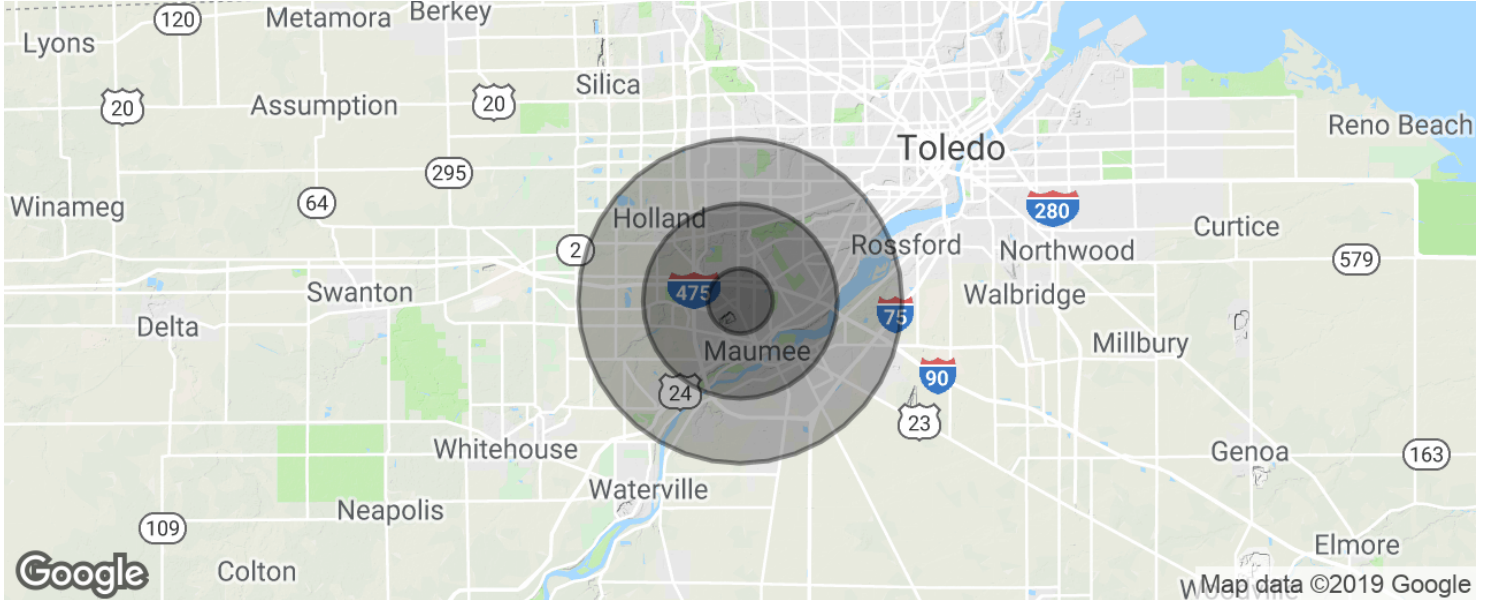 120
Metamora
Berkey
Lyons
Silica
20
Assumption
20
Reno Beach
Toledo
295
64
Winameg
Holland
280
Curtice
2
Rossford
Northwood
579
Swanton
475
Walbridge
Delta
75
Millbury
Maumee
90
24
23
Whitehouse
Genoa
163
Waterville
Neapolis
109
Elmore
Google
Colton
Map data ©2019 Google